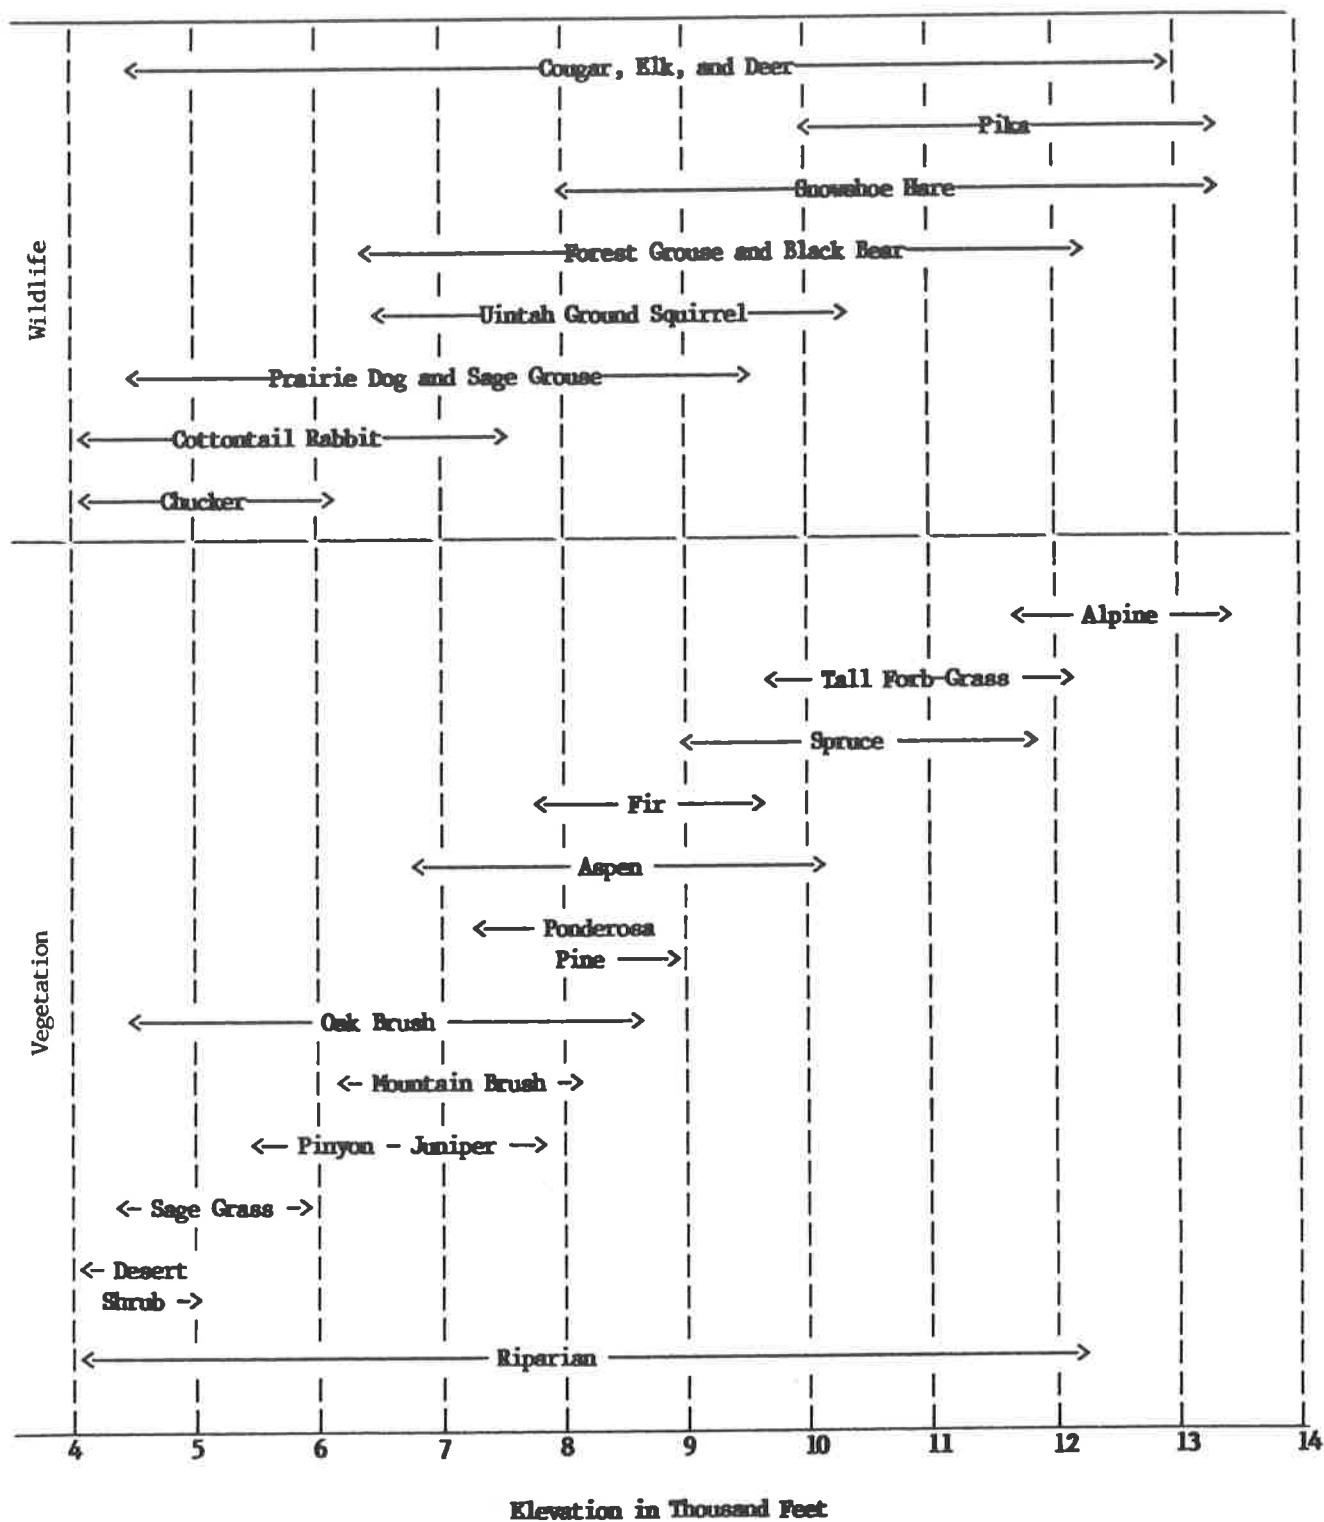 Cougar, Elk, and Deer
Pika
Snowshoe Hare
Forest Grouse and Black Bear
Uintah Ground Squirrel
Prairie Dog and Sage Grouse
Cottontail Rabbit
Chucker
Wildlife
Alpine
Tall Forb-Grass
Spruce
Fir
Aspen
Ponderosa
Pine
Oak Brush
Mountain Brush
Pinyon - Juniper
Sage Grass
Desert
Shrub
Riparian
Vegetation
4 5 6 7 8 9 10 11 12 13 14
Elevation in Thousand Feet